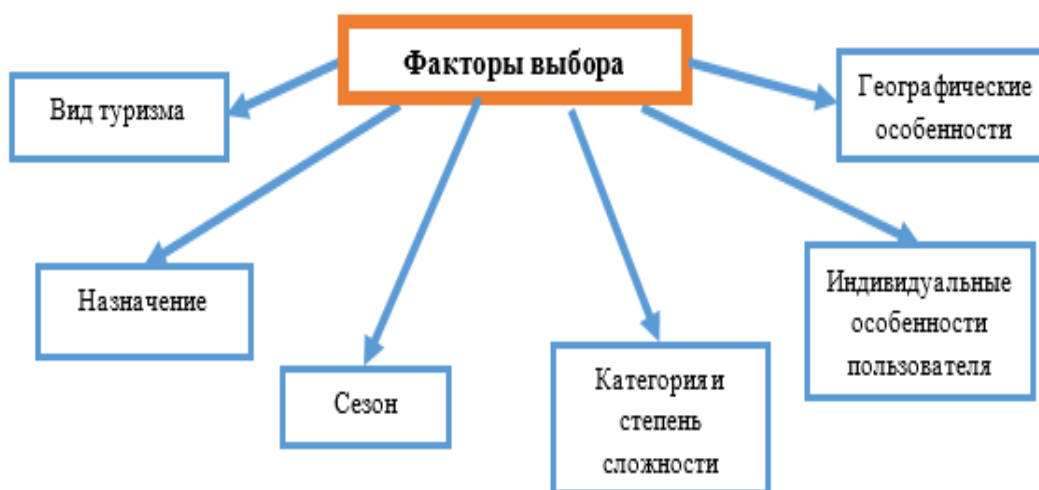 Факторы выбора
Вид туризма
Географические
особенности
Назначение
Индивидуальные
особенности
пользователя
Сезон
Категория и
степень
сложности